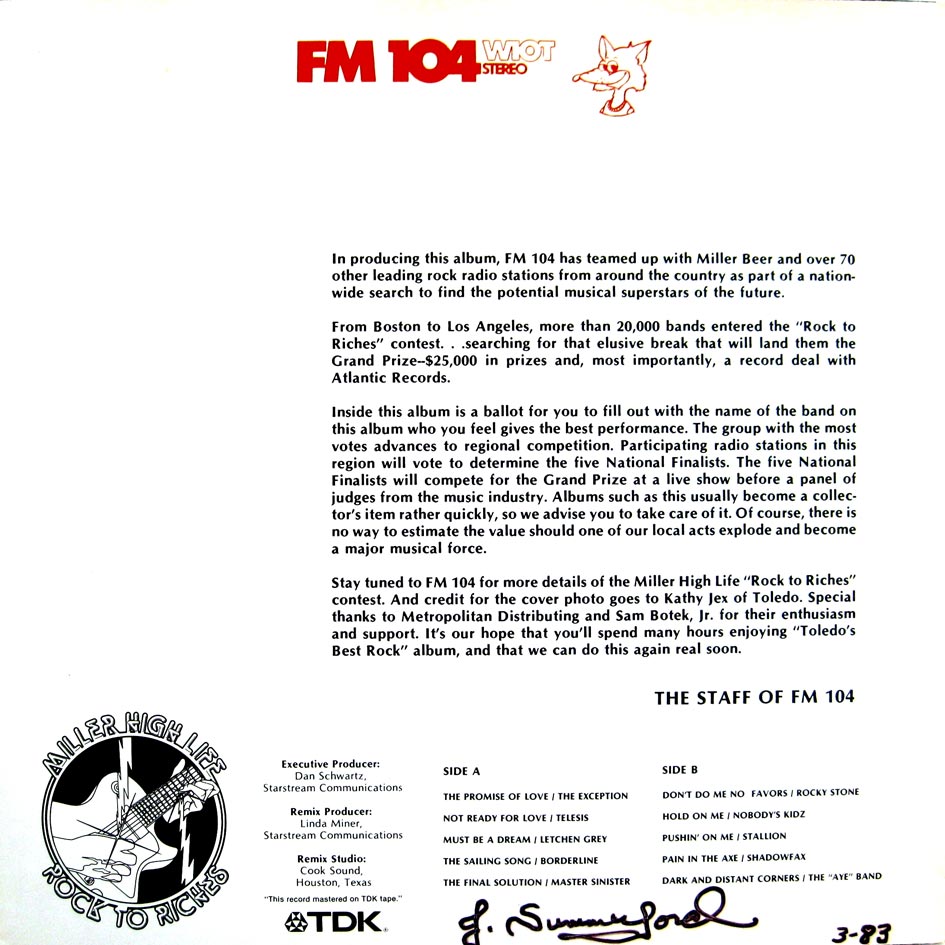 FM 104 WIOT
STEREO
In producing this album, FM 104 has teamed up with Miller Beer and over 70
other leading rock radio stations from around the country as part of a nation-
wide search to find the potential musical superstars of the future.
From Boston to Los Angeles, more than 20,000 bands entered the "Rock to
Riches" contest. . .searching for that elusive break that will land them the
Grand Prize--$25,000 in prizes and, most importantly, a record deal with
Atlantic Records.
Inside this album is a ballot for you to fill out with the name of the band on
this album who you feel gives the best performance. The group with the most
votes advances to regional competition. Participating radio stations in this
region will vote to determine the five National Finalists. The five National
Finalists will compete for the Grand Prize at a live show before a panel of
judges from the music industry. Albums such as this usually become a collec-
tor's item rather quickly, so we advise you to take care of it. Of course, there is
no way to estimate the value should one of our local acts explode and become
a major musical force.
Stay tuned to FM 104 for more details of the Miller High Life "Rock to Riches"
contest. And credit for the cover photo goes to Kathy Jex of Toledo. Special
thanks to Metropolitan Distributing and Sam Botek, Jr. for their enthusiasm
and support. It's our hope that you'll spend many hours enjoying "Toledo's
Best Rock" album, and that we can do this again real soon.
THE STAFF OF FM 104
MILLER HIGH LIFE
ROCK TO RICHES
Executive Producer:
Dan Schwartz,
Starstream Communications
Remix Producer:
Linda Miner,
Starstream Communications
Remix Studio:
Cook Sound,
Houston, Texas
"This record mastered on TDK tape."
TDK®
SIDE A
THE PROMISE OF LOVE / THE EXCEPTION
NOT READY FOR LOVE / TELESIS
MUST BE A DREAM / LETCHEN GREY
THE SAILING SONG / BORDERLINE
THE FINAL SOLUTION / MASTER SINISTER
SIDE B
DON'T DO ME NO FAVORS / ROCKY STONE
HOLD ON ME / NOBODY'S KIDZ
PUSHIN' ON ME / STALLION
PAIN IN THE AXE / SHADOWFAX
DARK AND DISTANT CORNERS / THE "AYE" BAND
3-83